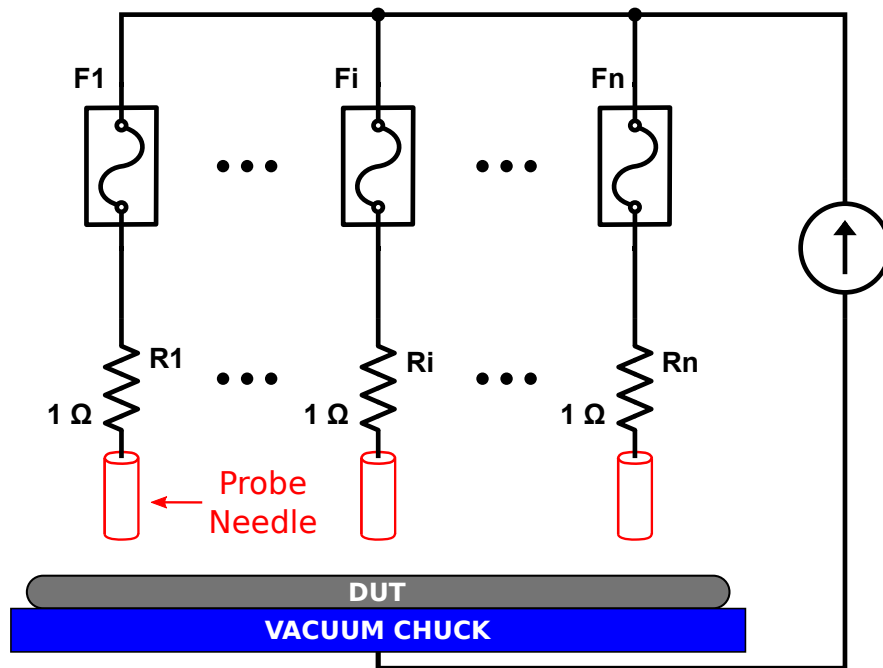 F1
Fi
Fn
R1
Ri
Rn
1 Ω
1 Ω
1 Ω
Probe
Needle
DUT
VACUUM CHUCK